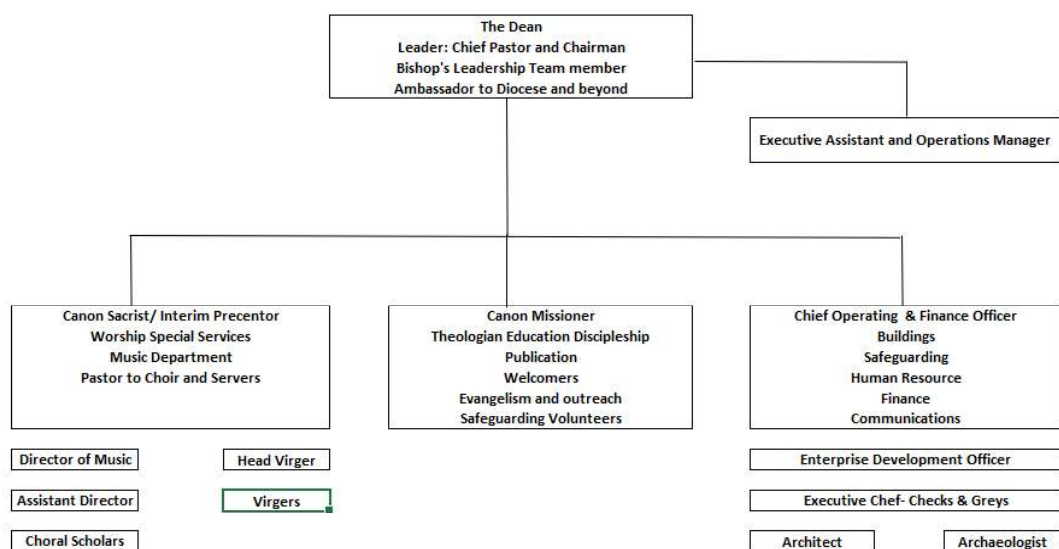 The Dean
Leader: Chief Pastor and Chairman
Bishop's Leadership Team member
Ambassador to Diocese and beyond
Executive Assistant and Operations Manager
Canon Sacrist/ Interim Precentor
Worship Special Services
Music Department
Pastor to Choir and Servers
Canon Missioner
Theologian Education Discipleship
Publication
Welcomers
Evangelism and outreach
Safeguarding Volunteers
Chief Operating & Finance Officer
Buildings
Safeguarding
Human Resource
Finance
Communications
Director of Music
Head Virger
Assistant Director
Virgers
Choral Scholars
Enterprise Development Officer
Executive Chef- Checks & Greys
Architect
Archaeologist